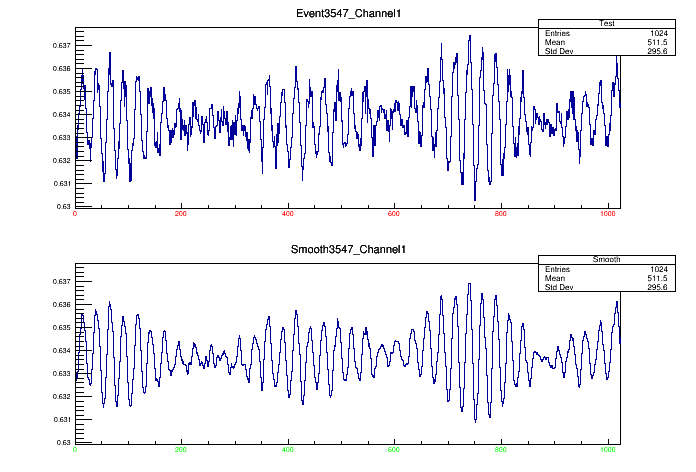 Event3547_Channel1
Test
Entries 1024
Mean 511.5
Std Dev 295.6
0.637
0.636
0.635
0.634
0.633
0.632
0.631
0.63
0 200 400 600 800 1000
Smooth3547_Channel1
Smooth
Entries 1024
Mean 511.5
Std Dev 295.6
0.637
0.636
0.635
0.634
0.633
0.632
0.631
0.63
0 200 400 600 800 1000